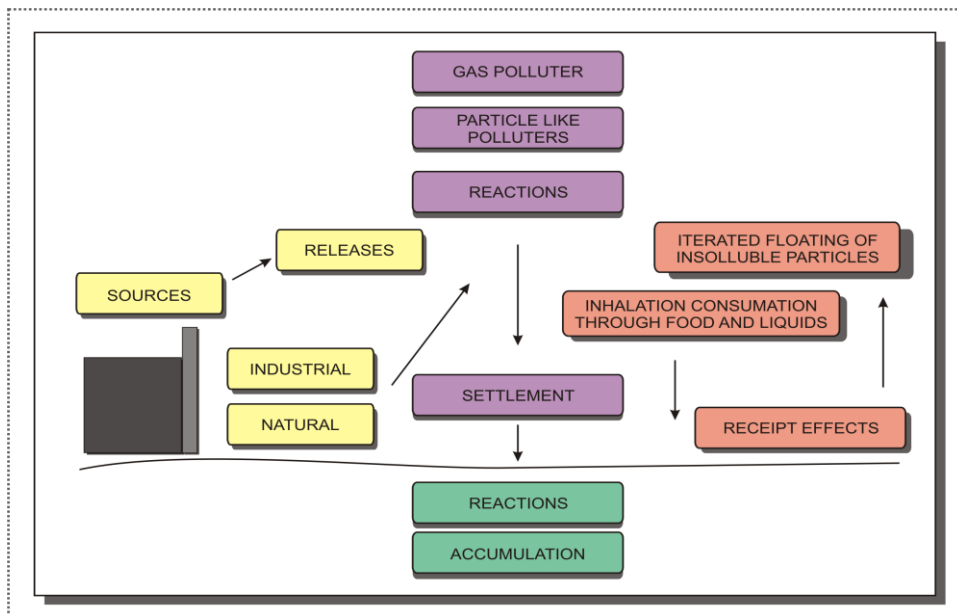 GAS POLLUTER
PARTICLE LIKE
POLLUTERS
REACTIONS
RELEASES
SOURCES
INDUSTRIAL
NATURAL
SETTLEMENT
ITERATED FLOATING OF
INSOLLUBLE PARTICLES
INHALATION CONSUMATION
THROUGH FOOD AND LIQUIDS
RECEIPT EFFECTS
REACTIONS
ACCUMULATION